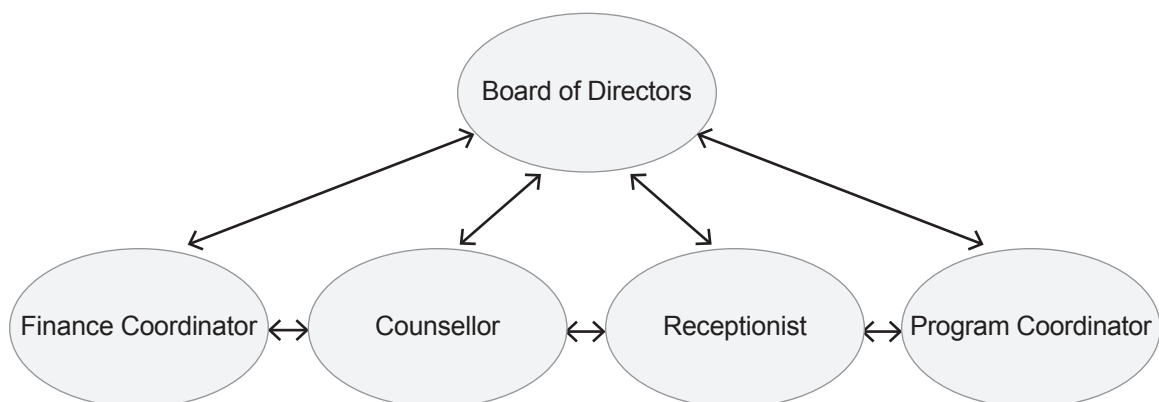 Board of Directors
Finance Coordinator
Counsellor
Receptionist
Program Coordinator